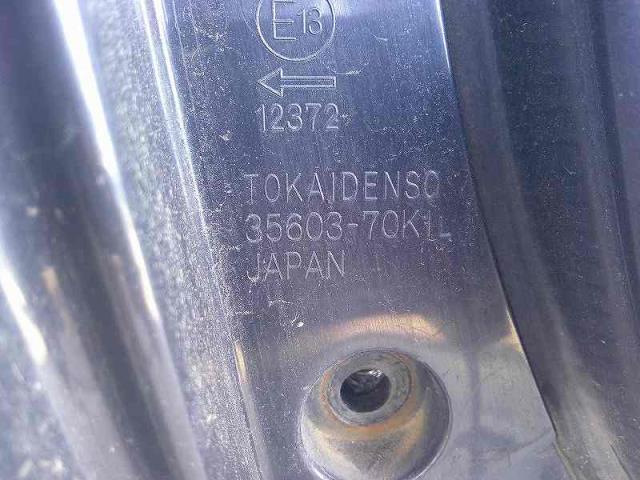 E13
12372
TOKAIDENSO
35603-70K1L
JAPAN